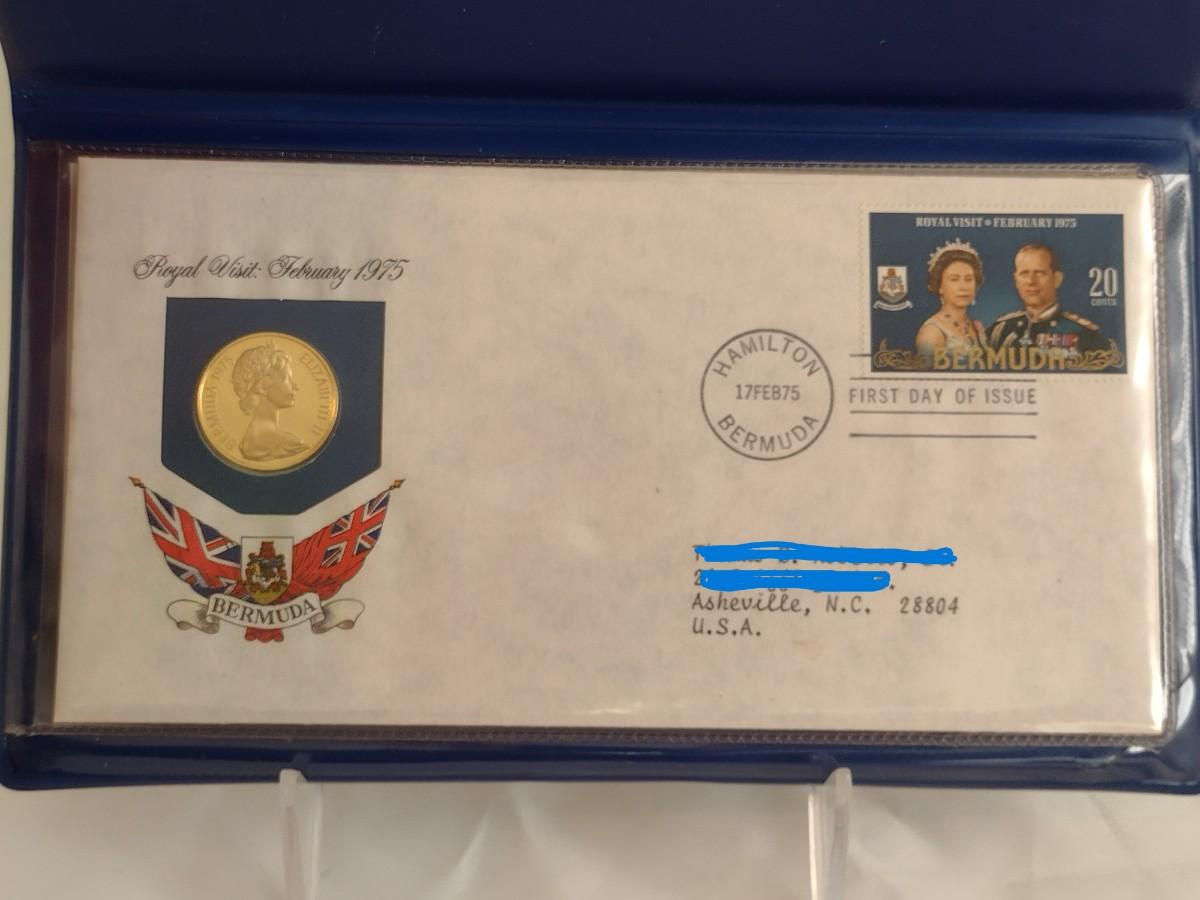 Royal Visit: February 1975
BERMUDA 1975 ELIZABETH II
BERMUDA
ROYAL VISIT • FEBRUARY 1975
20
cents
BERMUDA
HAMILTON
17FEB75
BERMUDA
FIRST DAY OF ISSUE
Asheville, N.C. 28804
U.S.A.